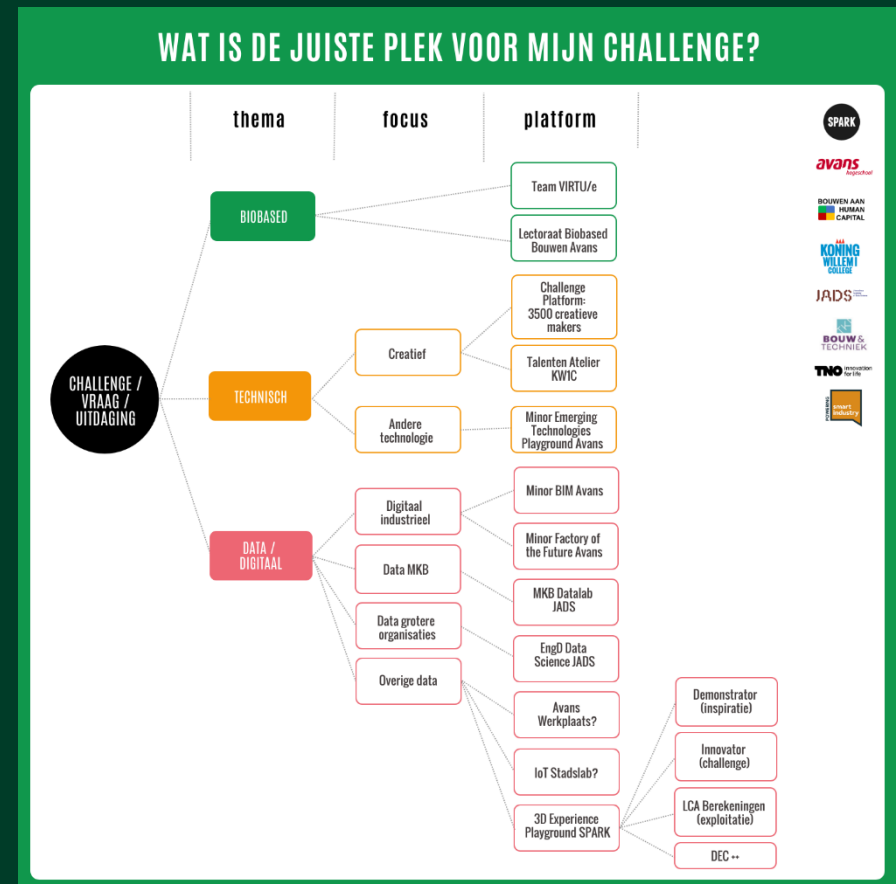 WAT IS DE JUISTE PLEK VOOR MIJN CHALLENGE?
thema
focus
platform
CHALLENGE /
VRAAG /
UITDAGING
BIOBASED
Team VIRTU/e
Lectoraat Biobased
Bouwen Avans
TECHNISCH
Creatief
Challenge
Platform:
3500 creatieve
makers
Talenten Atelier
KW1C
Andere
technologie
Minor Emerging
Technologies
Playground Avans
DATA /
DIGITAAL
Digitaal
industrieel
Minor BIM Avans
Minor Factory of
the Future Avans
Data MKB
MKB Datalab
JADS
Data grotere
organisaties
EngD Data
Science JADS
Overige data
Avans
Werkplaats?
IoT Stadslab?
3D Experience
Playground SPARK
Demonstrator
(inspiratie)
Innovator
(challenge)
LCA Berekeningen
(exploitatie)
DEC ++
SPARK
avans
hogeschool
BOUWEN AAN
HUMAN
CAPITAL
KONING
WILLEM I
COLLEGE
JADS
BOUW &
TECHNIEK
TNO innovation
for life
POWERING
smart
industry